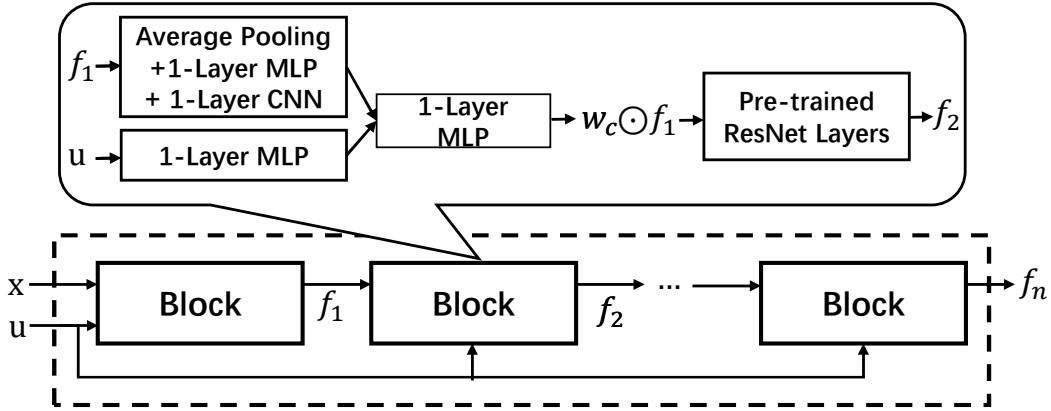 f₁
Average Pooling
+1-Layer MLP
+ 1-Layer CNN
u
1-Layer MLP
1-Layer
MLP
w_c⊙f₁
Pre-trained
ResNet Layers
f₂
x
u
Block
f₁
Block
f₂
...
Block
fₙ